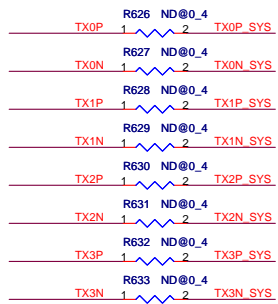 R626 ND@0_4
TX0P 1 2 TX0P_SYS
R627 ND@0_4
TX0N 1 2 TX0N_SYS
R628 ND@0_4
TX1P 1 2 TX1P_SYS
R629 ND@0_4
TX1N 1 2 TX1N_SYS
R630 ND@0_4
TX2P 1 2 TX2P_SYS
R631 ND@0_4
TX2N 1 2 TX2N_SYS
R632 ND@0_4
TX3P 1 2 TX3P_SYS
R633 ND@0_4
TX3N 1 2 TX3N_SYS